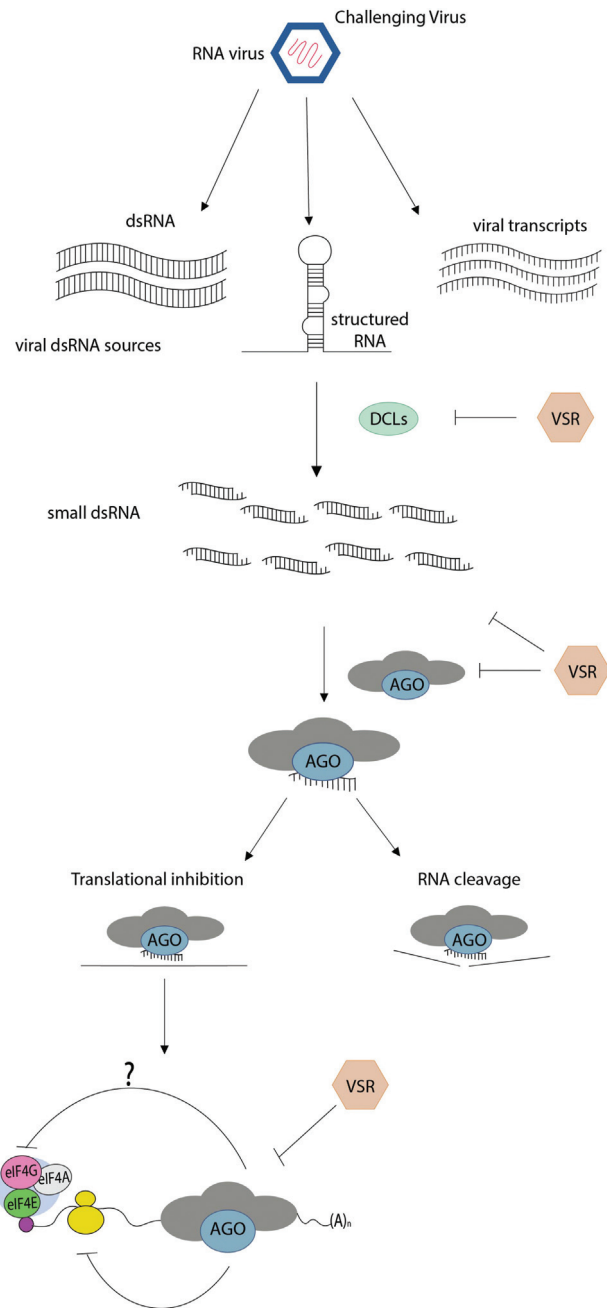 Challenging Virus
RNA virus
dsRNA
viral transcripts
structured
RNA
viral dsRNA sources
DCLs
VSR
small dsRNA
AGO
VSR
AGO
Translational inhibition
RNA cleavage
AGO
AGO
?
VSR
eIF4G
eIF4A
eIF4E
AGO
(A)n